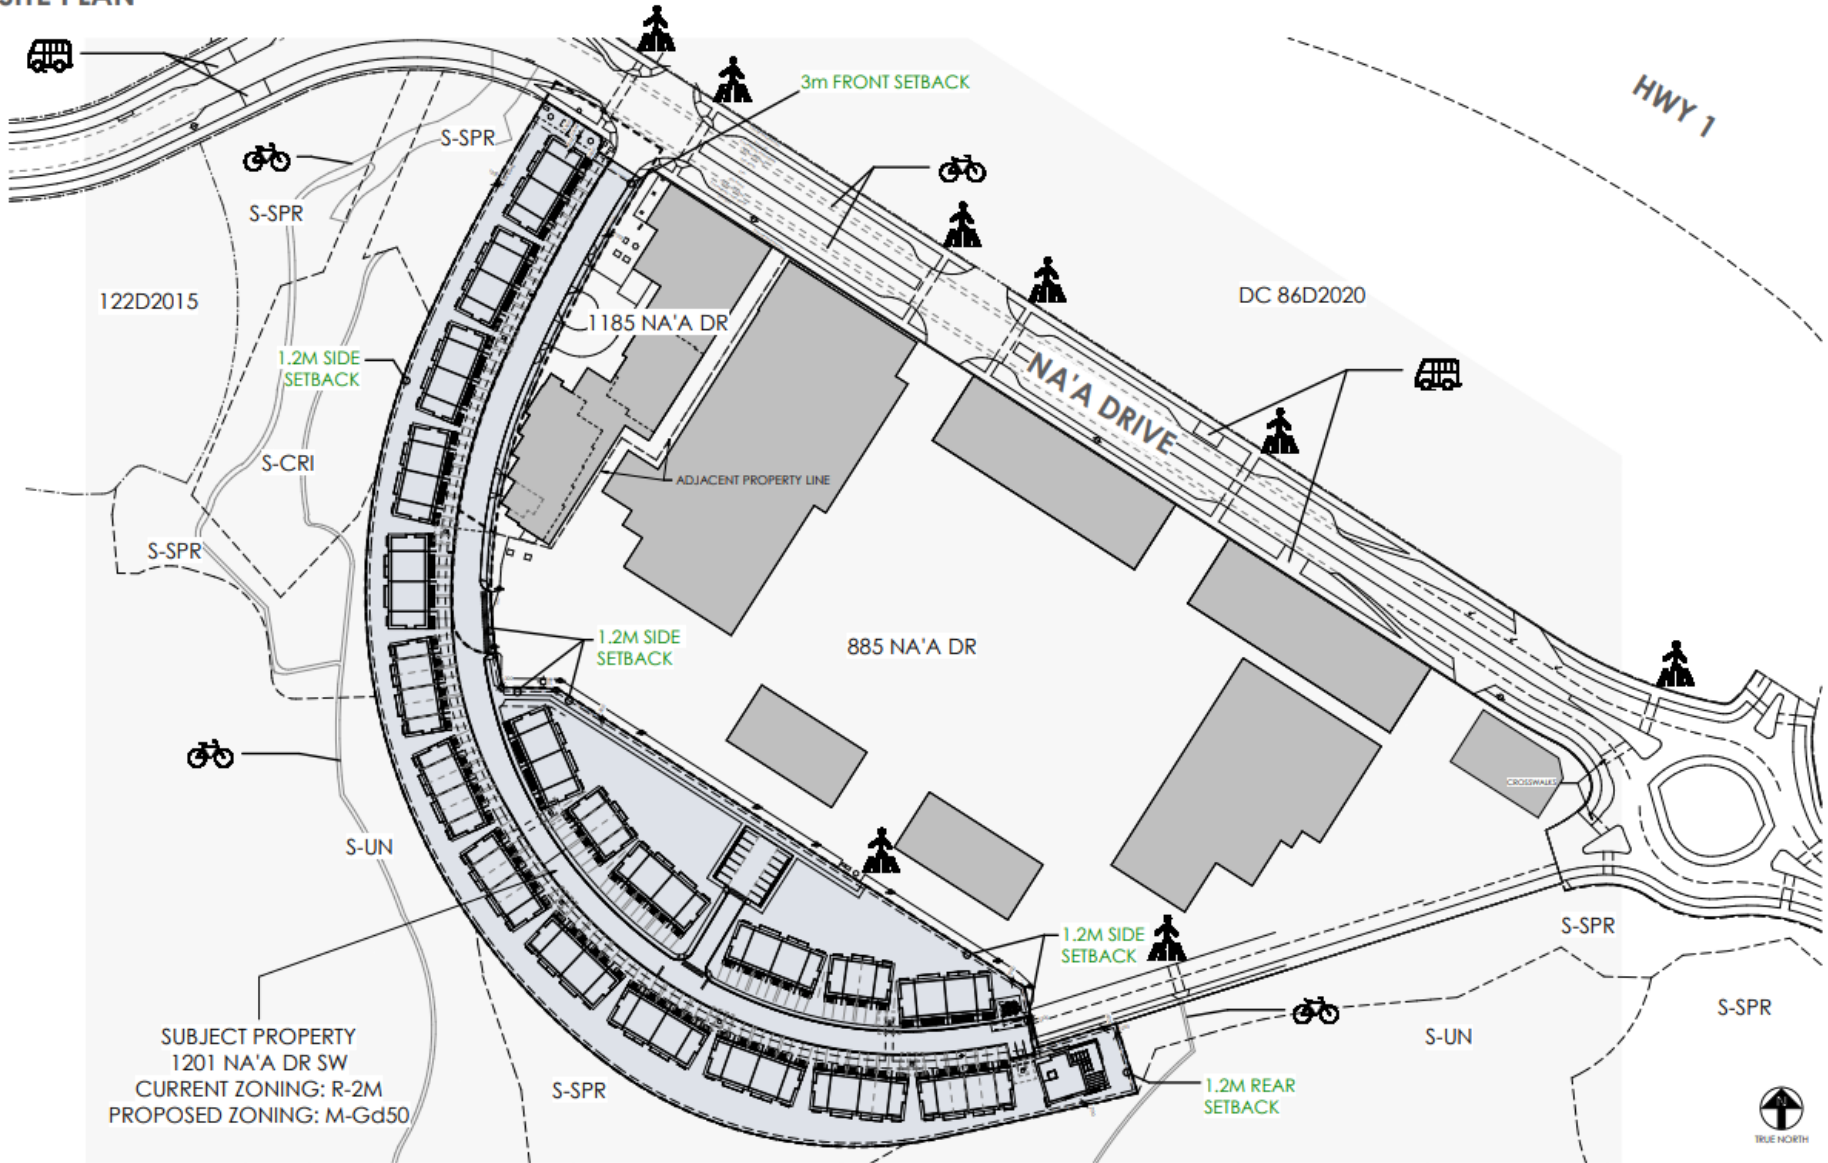 SITE PLAN
3m FRONT SETBACK
HWY 1
S-SPR
S-SPR
122D2015
DC 86D2020
1185 NA'A DR
1.2M SIDE
SETBACK
NA'A DRIVE
S-CRI
ADJACENT PROPERTY LINE
S-SPR
1.2M SIDE
SETBACK
885 NA'A DR
CROSSWALKS
S-UN
1.2M SIDE
SETBACK
S-SPR
S-SPR
S-UN
SUBJECT PROPERTY
1201 NA'A DR SW
CURRENT ZONING: R-2M
PROPOSED ZONING: M-Gd50
S-SPR
1.2M REAR
SETBACK
N
TRUE NORTH